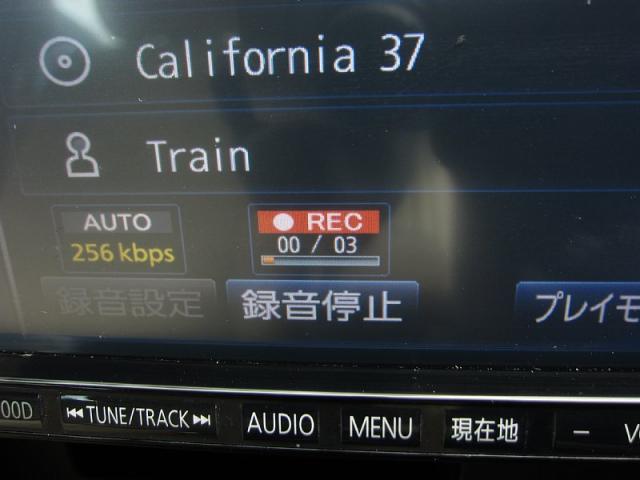 California 37
Train
AUTO
256 kbps
REC
00 / 03
録音設定
録音停止
プレイモ
00D
TUNE/TRACK
AUDIO
MENU
現在地
− V